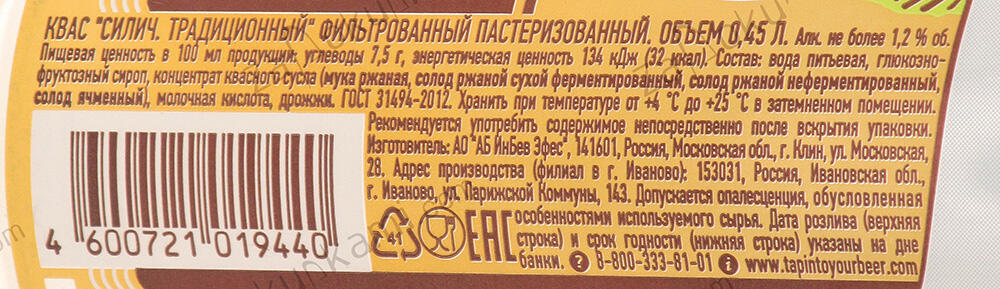 КВАС "СИЛИЧ. ТРАДИЦИОННЫЙ" ФИЛЬТРОВАННЫЙ ПАСТЕРИЗОВАННЫЙ. ОБЪЕМ 0,45 Л. Алк. не более 1,2 % об.
Пищевая ценность в 100 мл продукции: углеводы 7,5 г, энергетическая ценность 134 кДж (32 ккал). Состав: вода питьевая, глюкозно-
фруктозный сироп, концентрат квасного сусла (мука ржаная, солод ржаной сухой ферментированный, солод ржаной неферментированный,
солод ячменный), молочная кислота, дрожжи. ГОСТ 31494-2012. Хранить при температуре от +4 °С до +25 °С в затемненном помещении.
Рекомендуется употребить содержимое непосредственно после вскрытия упаковки.
Изготовитель: АО "АБ ИнБев Эфес", 141601, Россия, Московская обл., г. Клин, ул. Московская,
28. Адрес производства (филиал в г. Иваново): 153031, Россия, Ивановская обл.,
г. Иваново, ул. Парижской Коммуны, 143. Допускается опалесценция, обусловленная
особенностями используемого сырья. Дата розлива (верхняя
строка) и срок годности (нижняя строка) указаны на дне
банки. 8-800-333-81-01 www.tapintoyourbeer.com
41 EAC
4 600721 019440